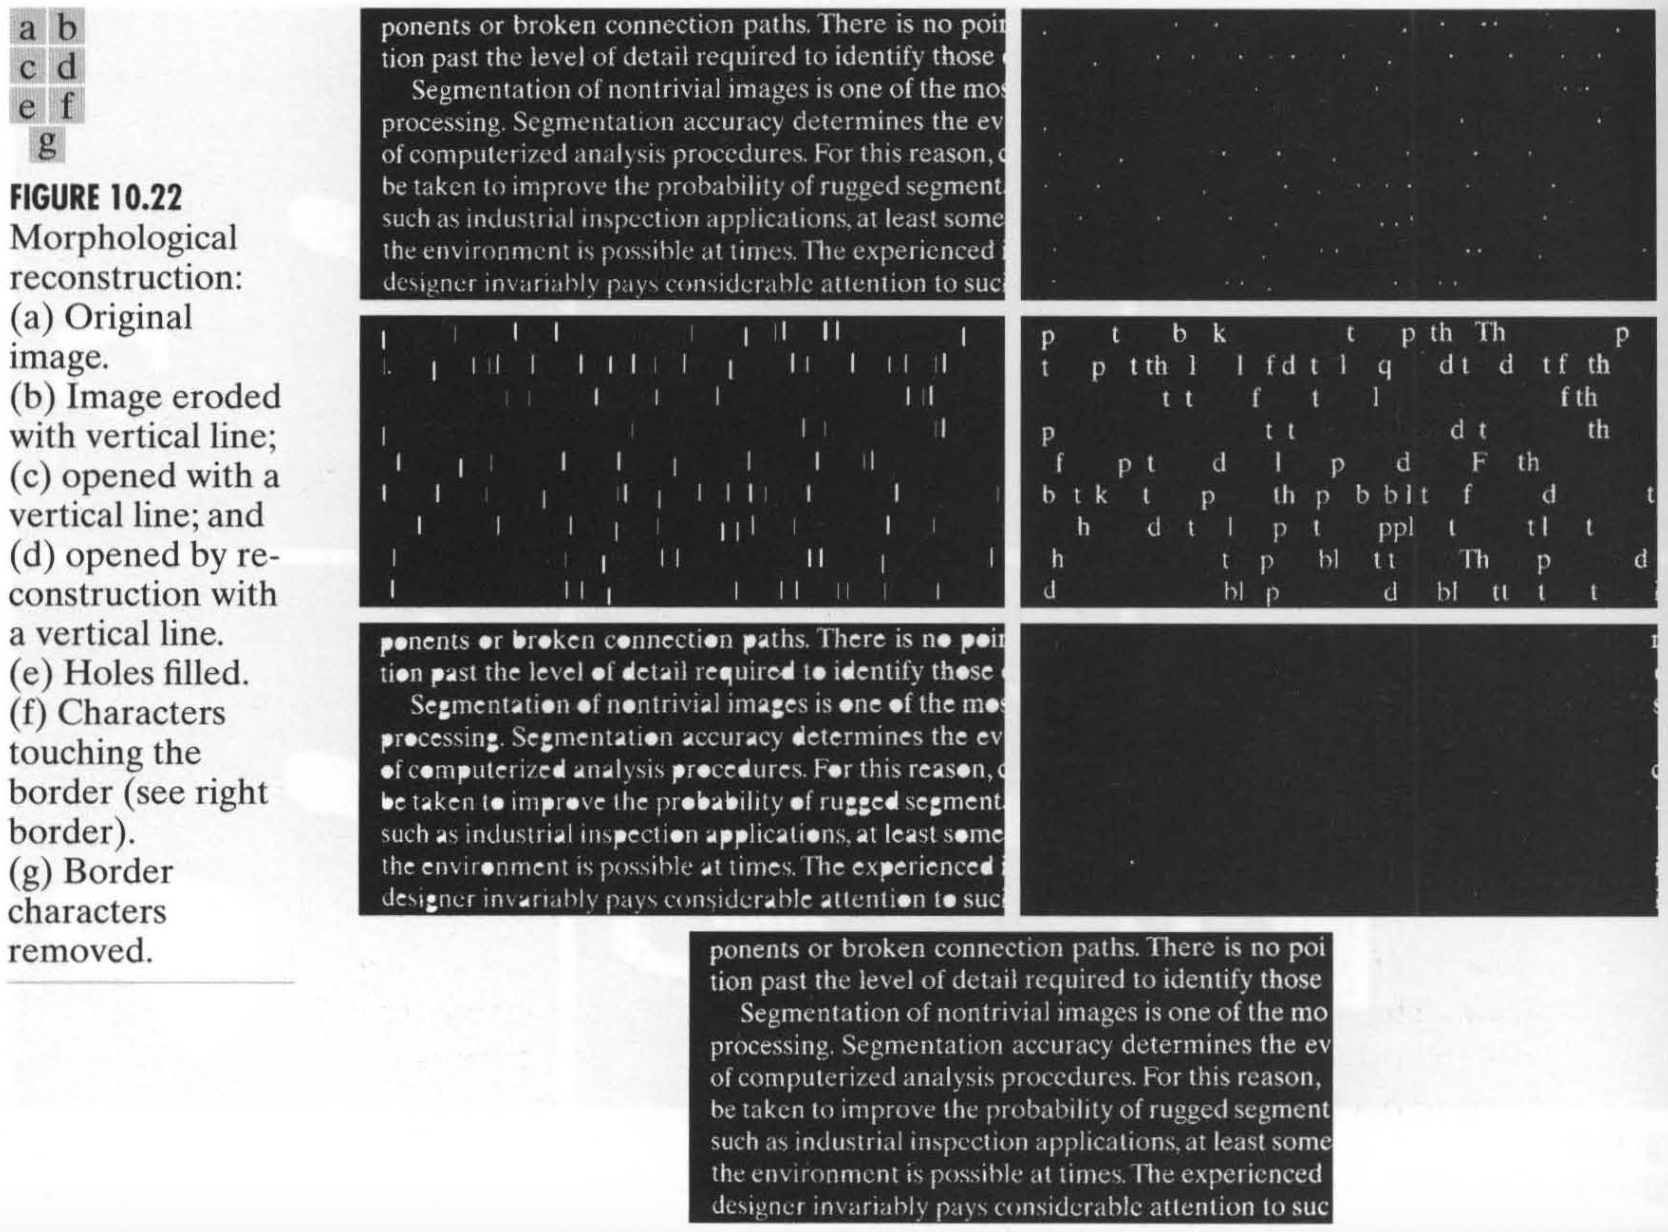 a b
c d
e f
g
FIGURE 10.22
Morphological
reconstruction:
(a) Original
image.
(b) Image eroded
with vertical line;
(c) opened with a
vertical line; and
(d) opened by re-
construction with
a vertical line.
(e) Holes filled.
(f) Characters
touching the
border (see right
border).
(g) Border
characters
removed.
ponents or broken connection paths. There is no poin
tion past the level of detail required to identify those
Segmentation of nontrivial images is one of the mos
processing. Segmentation accuracy determines the ev
of computerized analysis procedures. For this reason, c
be taken to improve the probability of rugged segment
such as industrial inspection applications, at least some
the environment is possible at times. The experienced i
designer invariably pays considerable attention to suc
p t b k t p th Th p
t p t th l l f d t l q d t d t f th
t t f t l f th
p t t d t th
f p t d l p d F th
b t k t p th p b b l t f d t
h d t l p t ppl t t l t
h t p bl t t Th p d
d bl p d bl tt t t
ponents or broken connection paths. There is no poin
tion past the level of detail required to identify those
Segmentation of nontrivial images is one of the mos
processing. Segmentation accuracy determines the ev
of computerized analysis procedures. For this reason, c
be taken to improve the probability of rugged segment
such as industrial inspection applications, at least some
the environment is possible at times. The experienced i
designer invariably pays considerable attention to suc
ponents or broken connection paths. There is no poi
tion past the level of detail required to identify those
Segmentation of nontrivial images is one of the mo
processing. Segmentation accuracy determines the ev
of computerized analysis procedures. For this reason,
be taken to improve the probability of rugged segment
such as industrial inspection applications, at least some
the environment is possible at times. The experienced
designer invariably pays considerable attention to suc